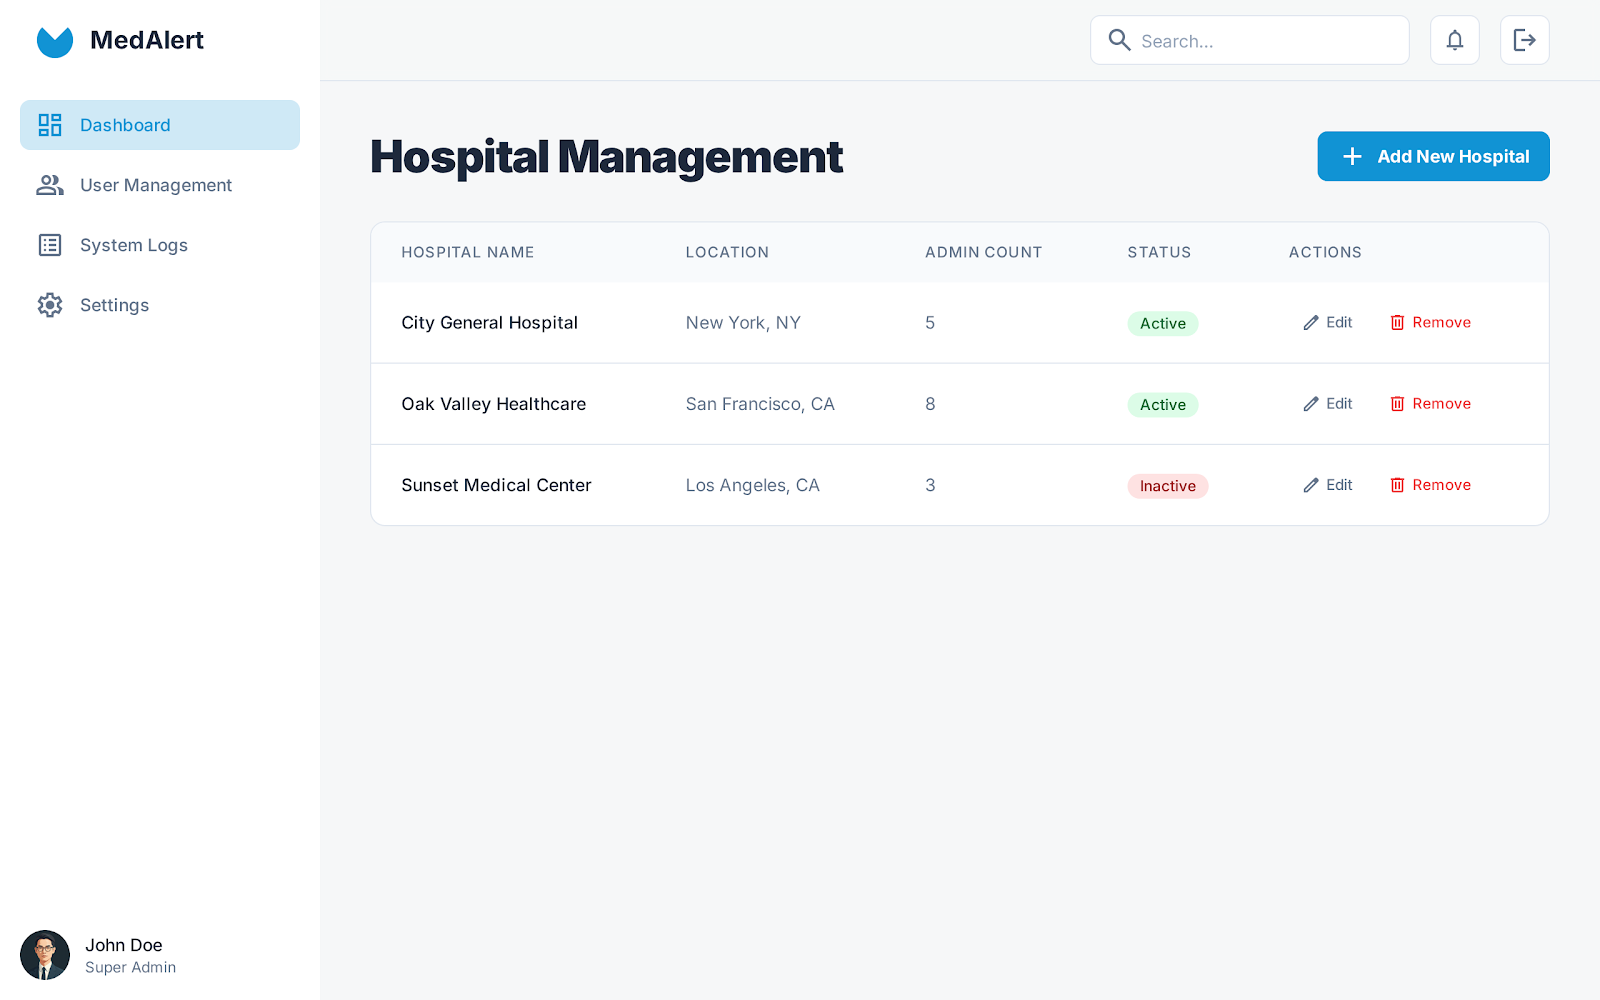 MedAlert
Search...
Dashboard
User Management
System Logs
Settings
Hospital Management
Add New Hospital
HOSPITAL NAME LOCATION ADMIN COUNT STATUS ACTIONS
City General Hospital New York, NY 5 Active Edit Remove
Oak Valley Healthcare San Francisco, CA 8 Active Edit Remove
Sunset Medical Center Los Angeles, CA 3 Inactive Edit Remove
John Doe
Super Admin